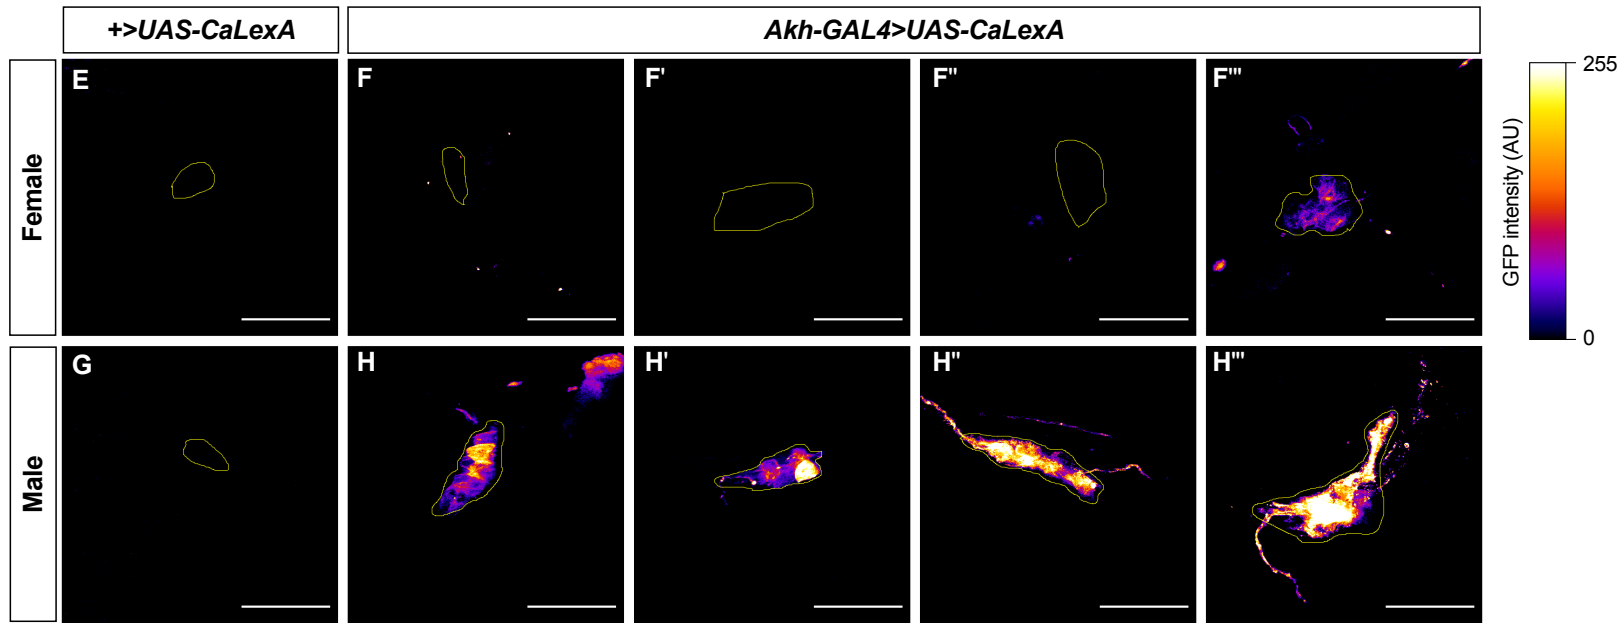 +>UAS-CaLexA
Akh-GAL4>UAS-CaLexA
Female
E
F
F'
F"
F'"
255
GFP intensity (AU)
0
Male
G
H
H'
H"
H'"